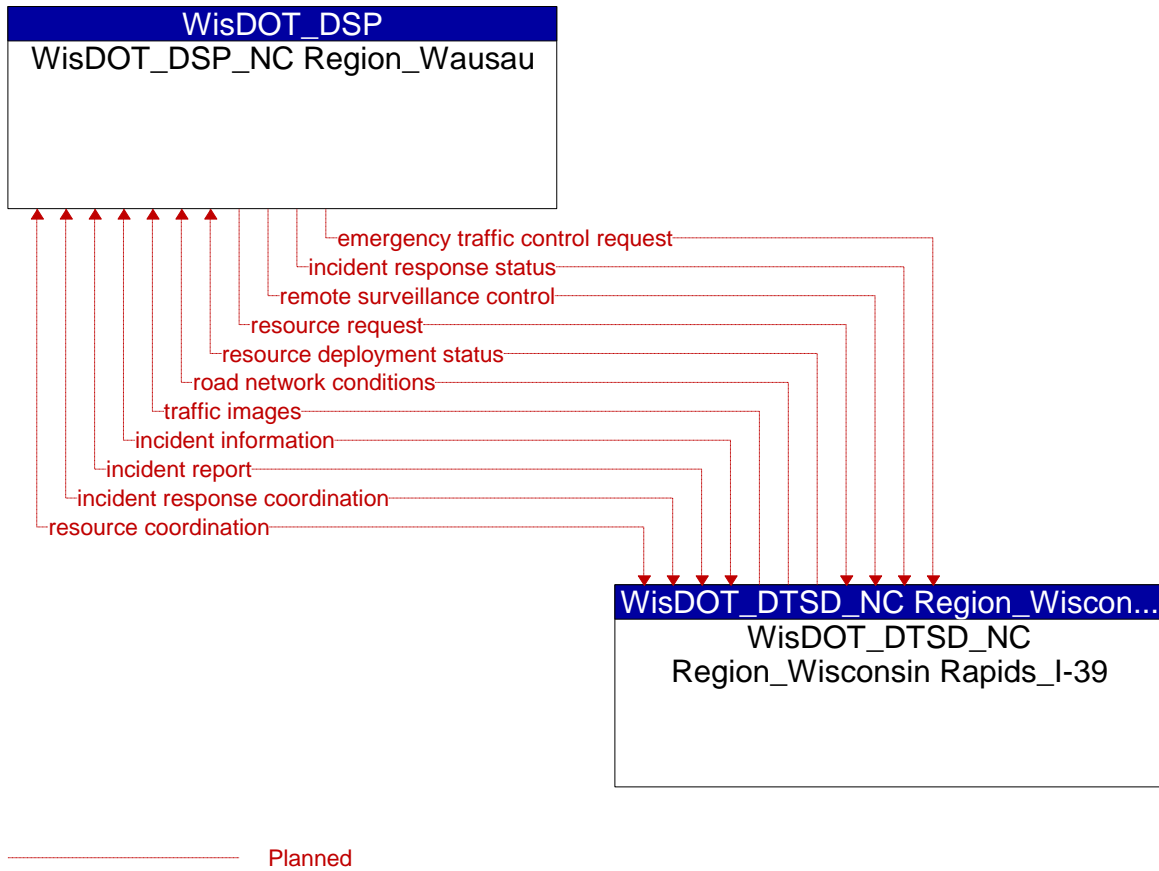 WisDOT_DSP
WisDOT_DSP_NC Region_Wausau
emergency traffic control request
incident response status
remote surveillance control
resource request
resource deployment status
road network conditions
traffic images
incident information
incident report
incident response coordination
resource coordination
WisDOT_DTSD_NC Region_Wiscon...
WisDOT_DTSD_NC
Region_Wisconsin Rapids_I-39
Planned